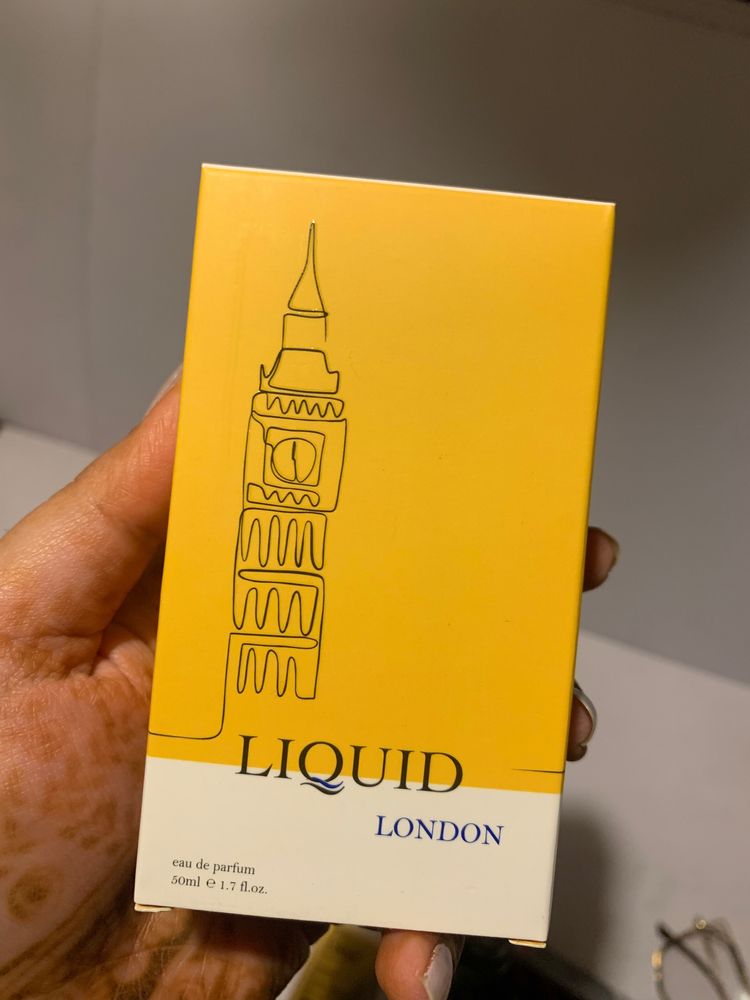 LIQUID
LONDON
eau de parfum
50ml ℮ 1.7 fl.oz.